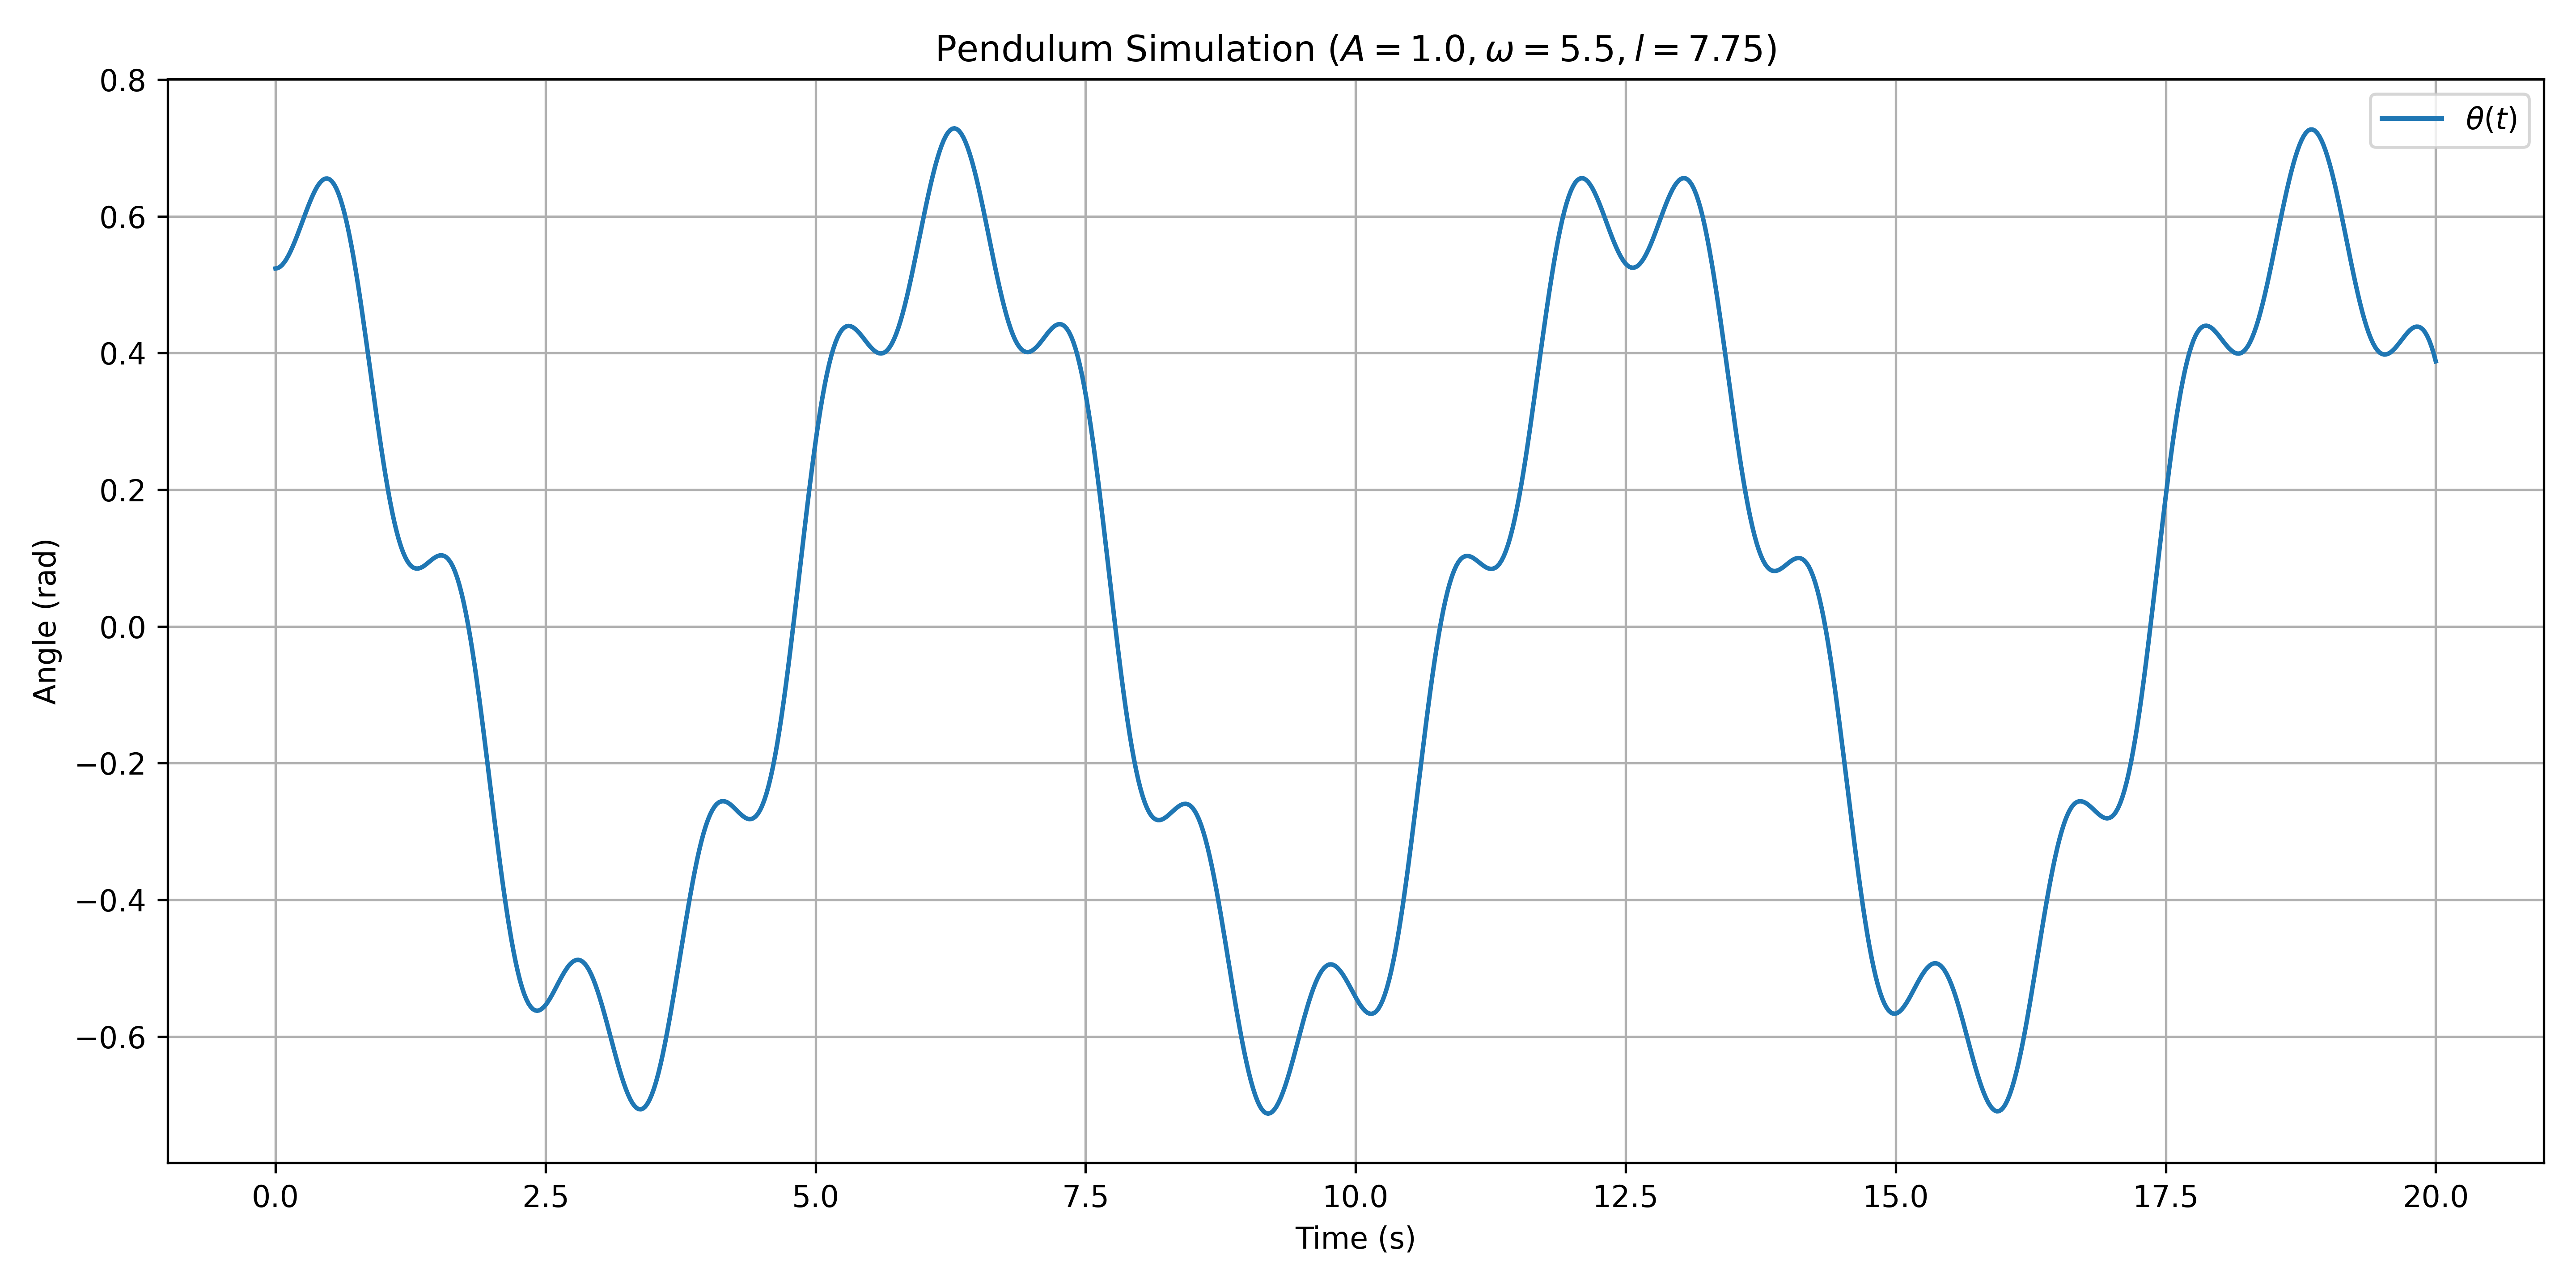 Pendulum Simulation (A = 1.0, ω = 5.5, l = 7.75)
θ(t)
0.8
0.6
0.4
0.2
0.0
−0.2
−0.4
−0.6
Angle (rad)
0.0 2.5 5.0 7.5 10.0 12.5 15.0 17.5 20.0
Time (s)